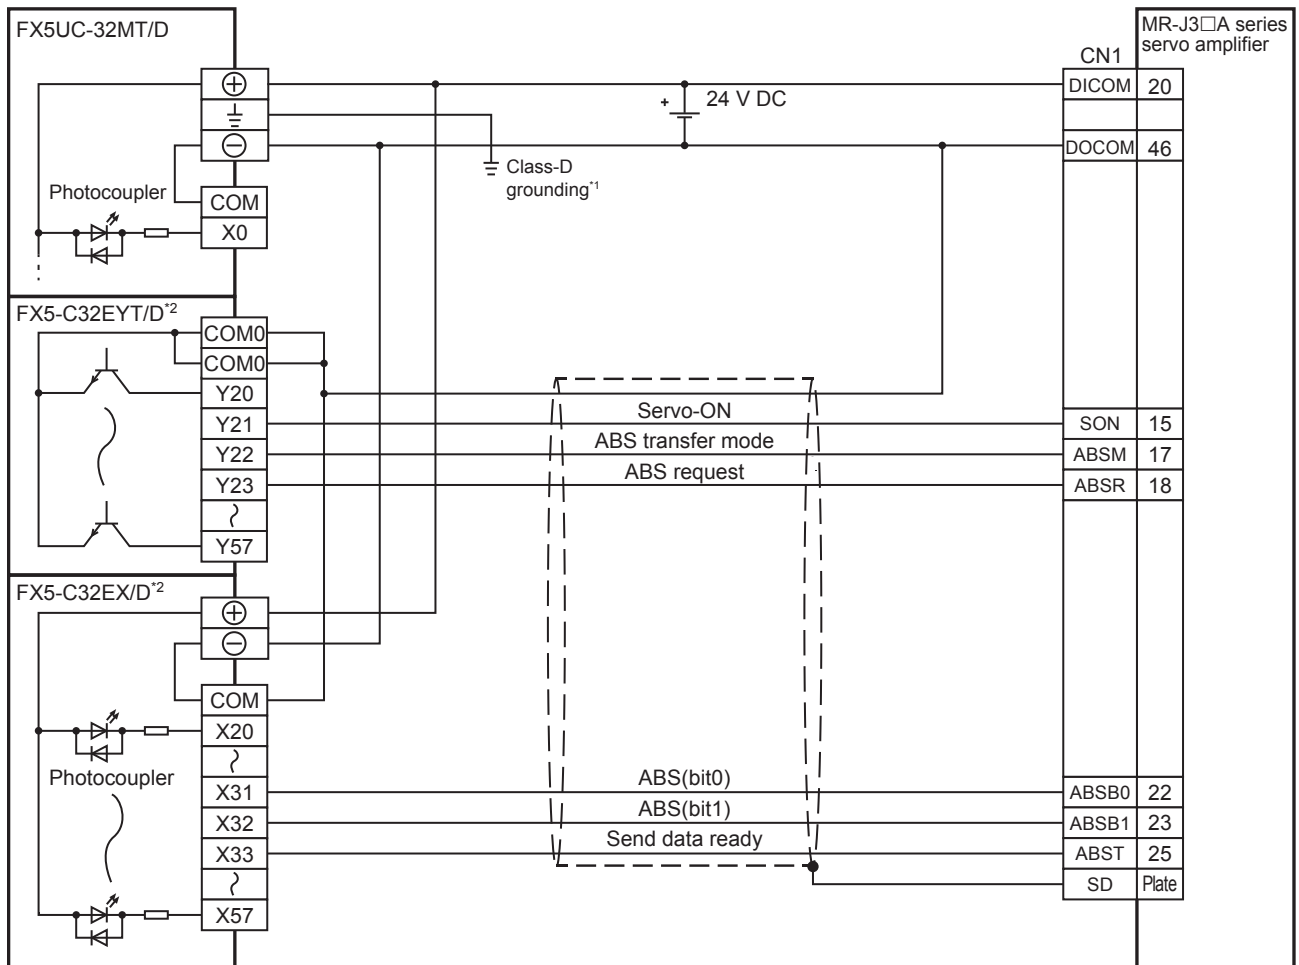 FX5UC-32MT/D
MR-J3□A series
servo amplifier
CN1
DICOM 20
24 V DC
+
DOCOM 46
Class-D
grounding*1
Photocoupler
COM
X0
FX5-C32EYT/D*2
COM0
COM0
Y20
Y21
Servo-ON
SON 15
Y22
ABS transfer mode
ABSM 17
Y23
ABS request
ABSR 18
Y57
FX5-C32EX/D*2
COM
X20
Photocoupler
X31
ABS(bit0)
ABSB0 22
X32
ABS(bit1)
ABSB1 23
X33
Send data ready
ABST 25
SD Plate
X57